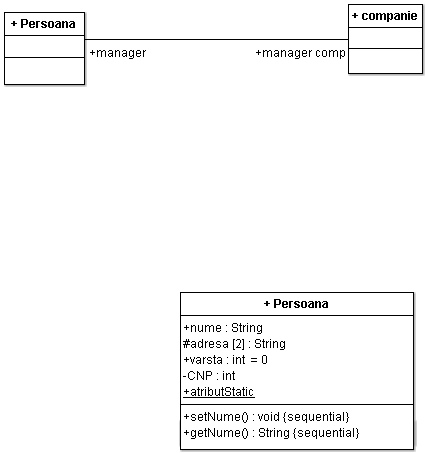 + Persoana
+ companie
+manager
+manager comp
+ Persoana
+nume : String
#adresa [2] : String
+varsta : int = 0
-CNP : int
+atributStatic
+setNume() : void {sequential}
+getNume() : String {sequential}